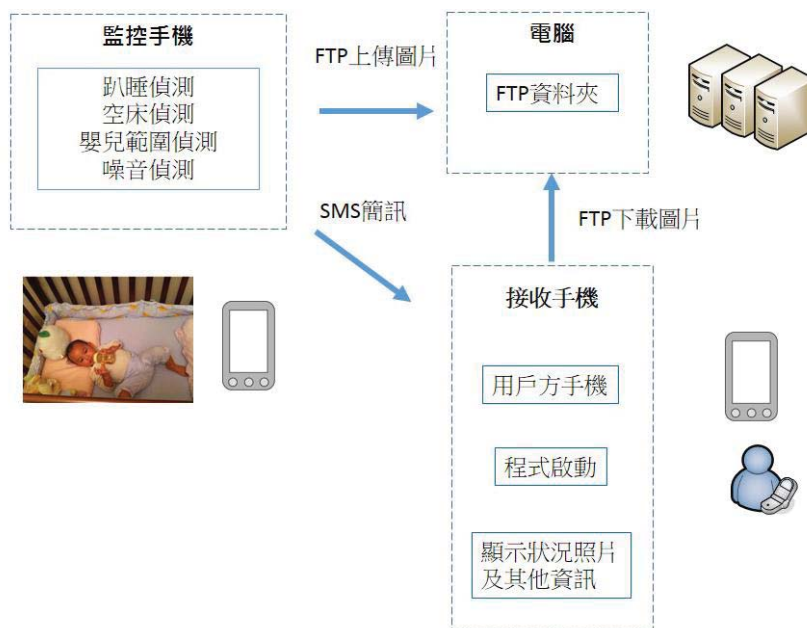 監控手機
趴睡偵測
空床偵測
嬰兒範圍偵測
噪音偵測
FTP上傳圖片
電腦
FTP資料夾
SMS簡訊
FTP下載圖片
接收手機
用戶方手機
程式啟動
顯示狀況照片
及其他資訊